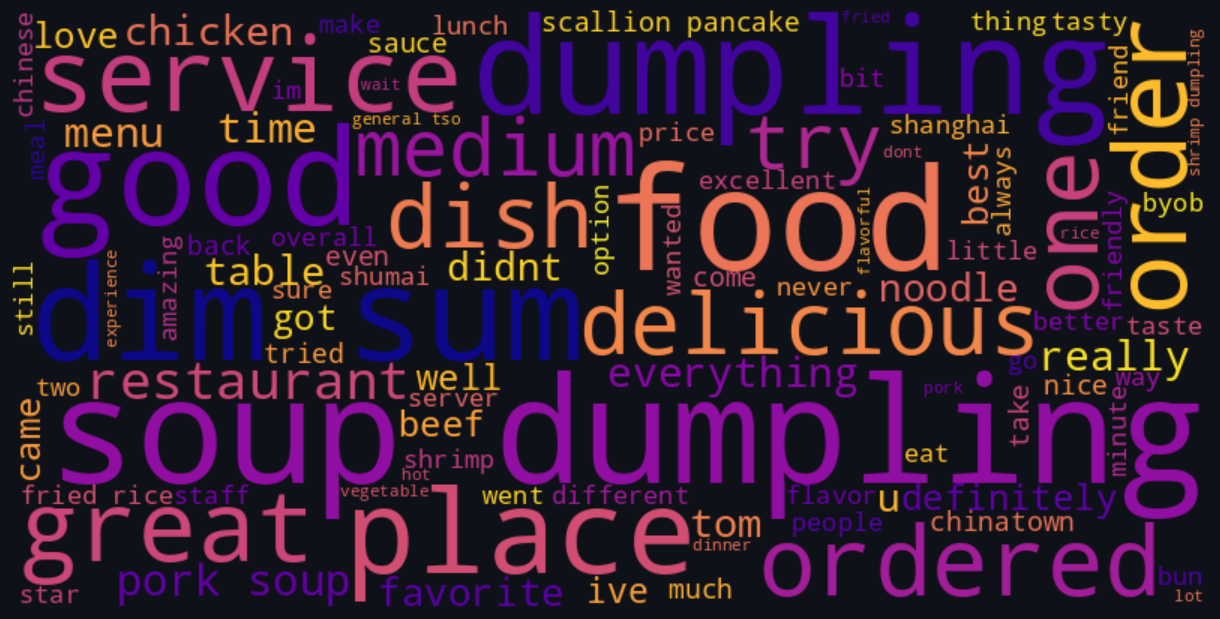 chinese
love
chicken
make
lunch
scallion pancake
fried
thing
tasty
order
shrimp dumpling
service
sauce
im
wait
dumpling
bit
friend
menu
time
general tso
medium
price
try
shanghai
dont
best
always
one
rice
byob
meal
good
dish
option
food
excellent
wanted
flavorful
little
friendly
amazing
back
overall
even
table
sure
shumai
didnt
come
never
noodle
still
experience
dim sum
got
tried
delicious
better
taste
go
really
two
restaurant
well
server
everything
pork
take
nice
way
minute
came
soup dumpling
beef
shrimp
hot
eat
fried rice
staff
vegetable
went
different
flavor
u
definitely
great
place
tom
dinner
people
chinatown
ordered
star
pork soup
favorite
ive
much
bun
lot